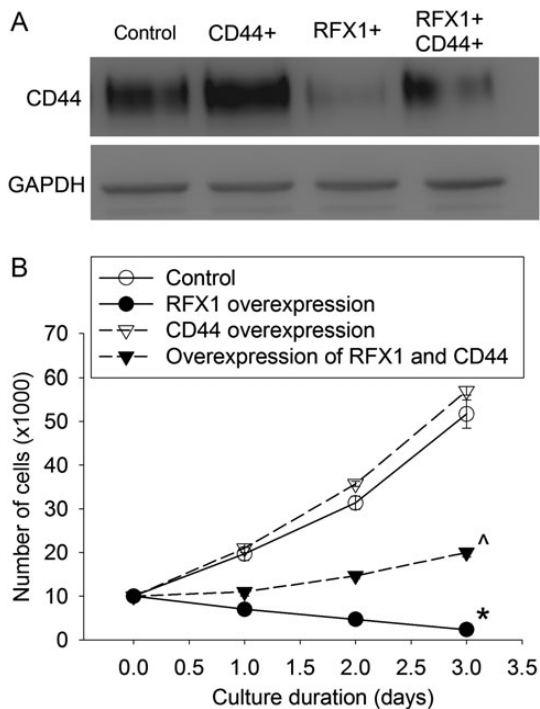 A
Control
CD44+
RFX1+
RFX1+
CD44+
CD44
GAPDH
B
Control
RFX1 overexpression
CD44 overexpression
Overexpression of RFX1 and CD44
Number of cells (x1000)
70
60
50
40
30
20
10
0
^
*
0.0 0.5 1.0 1.5 2.0 2.5 3.0 3.5
Culture duration (days)